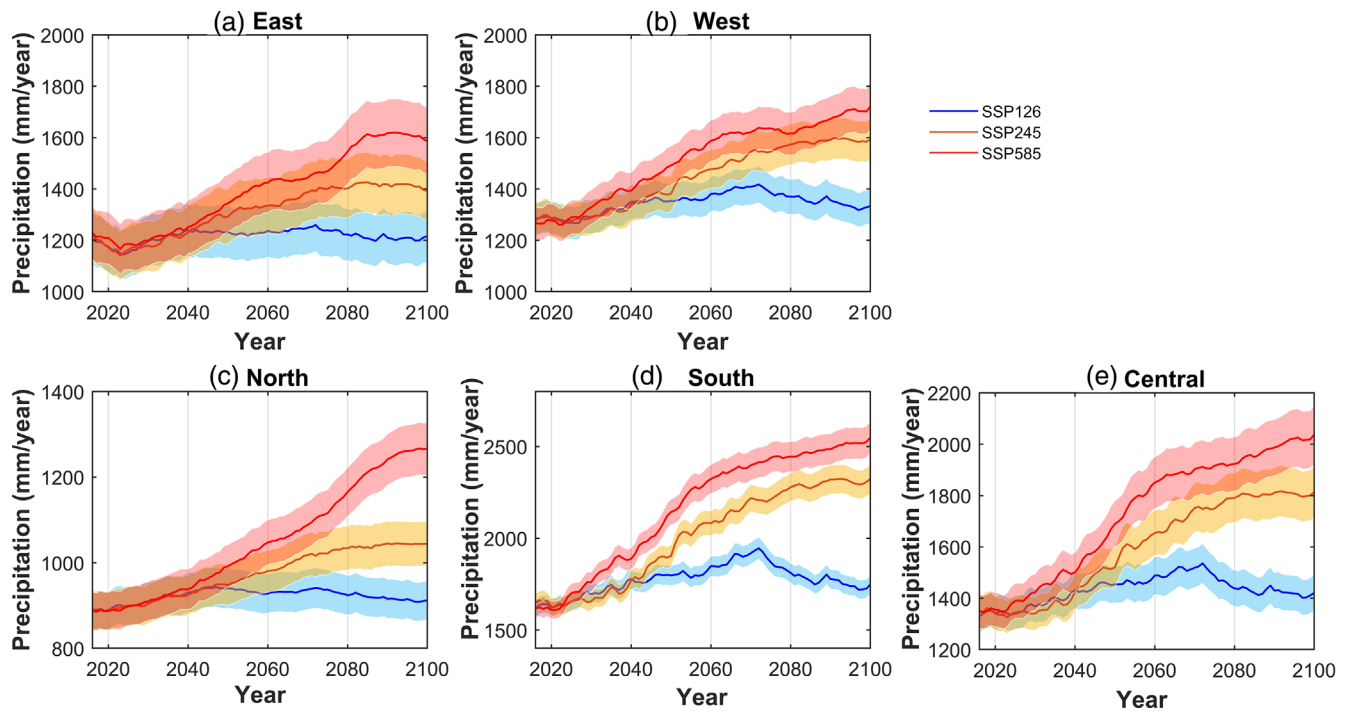 (a) East
Precipitation (mm/year)
2000
1800
1600
1400
1200
1000
2020 2040 2060 2080 2100
Year
(b) West
Precipitation (mm/year)
2000
1800
1600
1400
1200
1000
2020 2040 2060 2080 2100
Year
SSP126
SSP245
SSP585
(c) North
Precipitation (mm/year)
1400
1200
1000
800
2020 2040 2060 2080 2100
Year
(d) South
Precipitation (mm/year)
2500
2000
1500
2020 2040 2060 2080 2100
Year
(e) Central
Precipitation (mm/year)
2200
2000
1800
1600
1400
1200
2020 2040 2060 2080 2100
Year